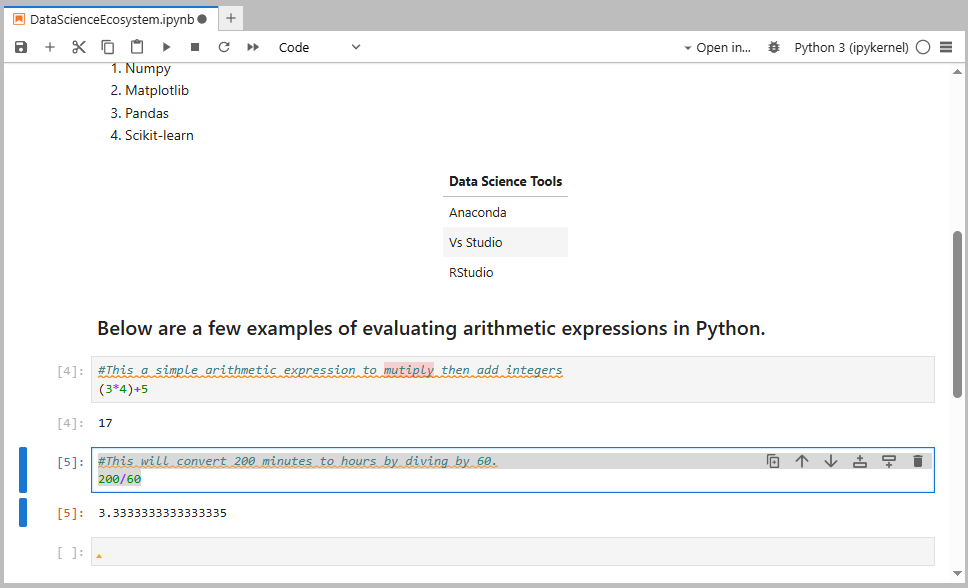 DataScienceEcosystem.ipynb
Code
Open in...
Python 3 (ipykernel)
1. Numpy
2. Matplotlib
3. Pandas
4. Scikit-learn
Data Science Tools
Anaconda
Vs Studio
RStudio
Below are a few examples of evaluating arithmetic expressions in Python.
[4]: #This a simple arithmetic expression to mutiply then add integers
(3*4)+5
[4]: 17
[5]: #This will convert 200 minutes to hours by diving by 60.
200/60
[5]: 3.3333333333333335
[ ]: